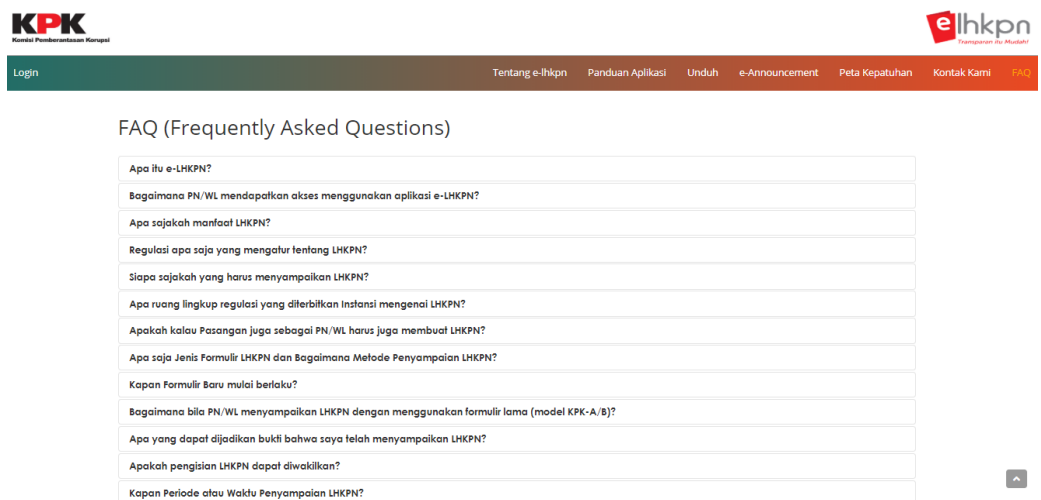 KPK
Komisi Pemberantasan Korupsi
elhkpn
Transparan itu Mudah!
Login
Tentang e-lhkpn
Panduan Aplikasi
Unduh
e-Announcement
Peta Kepatuhan
Kontak Kami
FAQ
FAQ (Frequently Asked Questions)
Apa itu e-LHKPN?
Bagaimana PN/WL mendapatkan akses menggunakan aplikasi e-LHKPN?
Apa sajakah manfaat LHKPN?
Regulasi apa saja yang mengatur tentang LHKPN?
Siapa sajakah yang harus menyampaikan LHKPN?
Apa ruang lingkup regulasi yang diterbitkan Instansi mengenai LHKPN?
Apakah kalau Pasangan juga sebagai PN/WL harus juga membuat LHKPN?
Apa saja Jenis Formulir LHKPN dan Bagaimana Metode Penyampaian LHKPN?
Kapan Formulir Baru mulai berlaku?
Bagaimana bila PN/WL menyampaikan LHKPN dengan menggunakan formulir lama (model KPK-A/B)?
Apa yang dapat dijadikan bukti bahwa saya telah menyampaikan LHKPN?
Apakah pengisian LHKPN dapat diwakilkan?
Kapan Periode atau Waktu Penyampaian LHKPN?